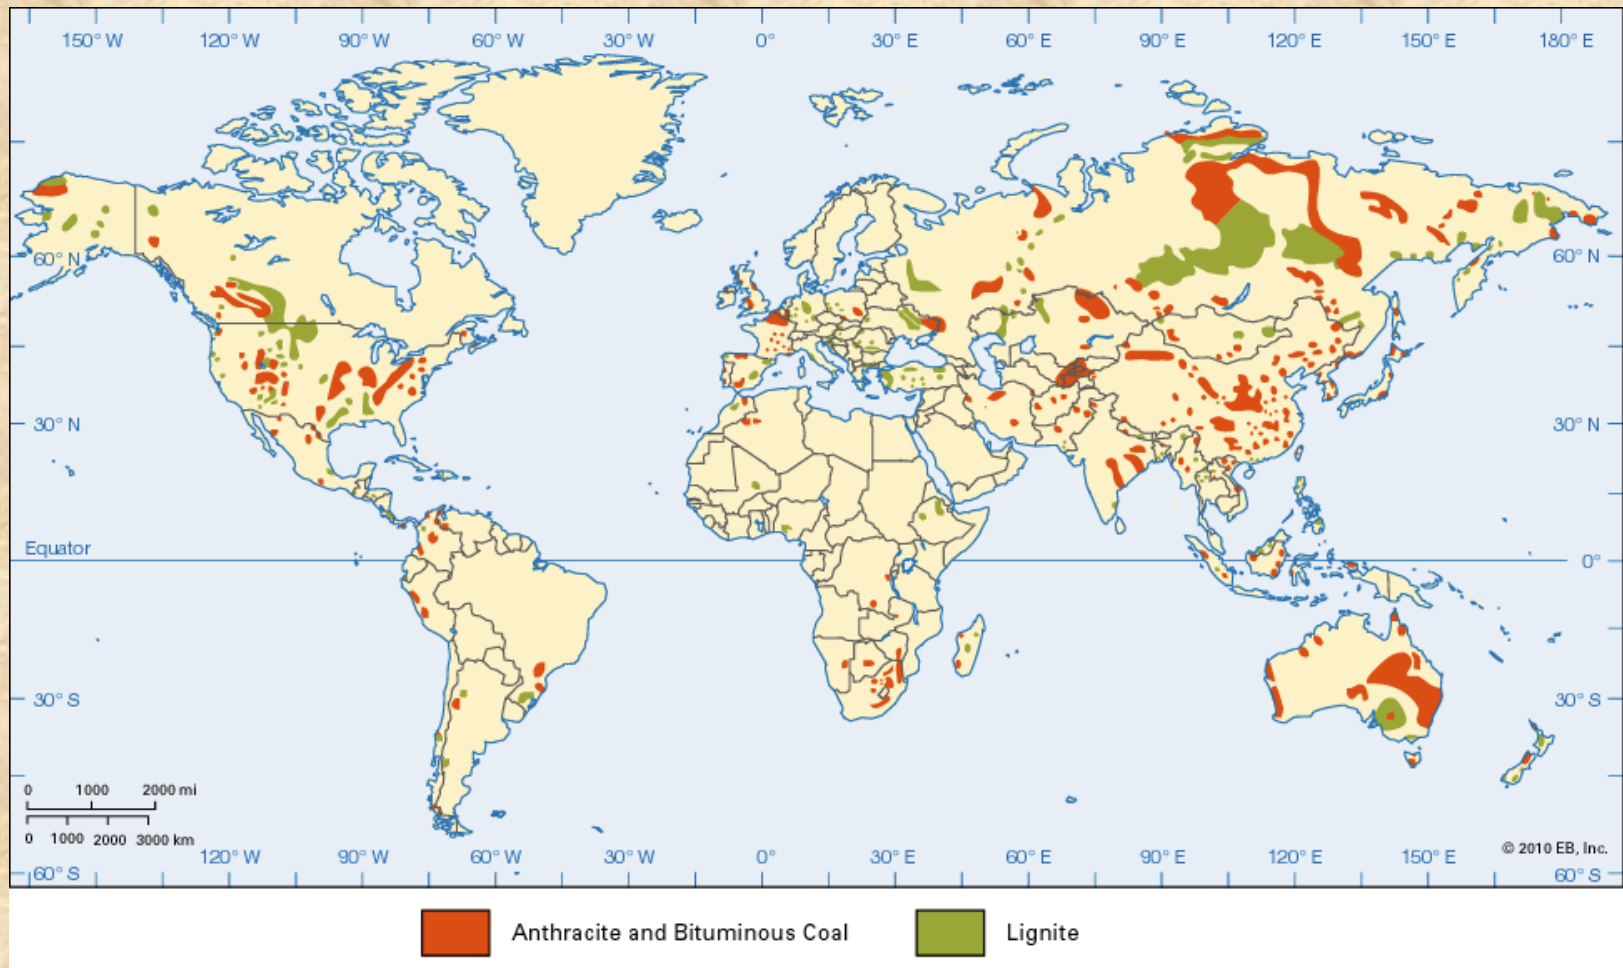 150° W 120° W 90° W 60° W 30° W 0° 30° E 60° E 90° E 120° E 150° E 180° E
60° N 60° N
30° N 30° N
Equator 0°
30° S 30° S
0 1000 2000 mi
0 1000 2000 3000 km
© 2010 EB, Inc.
120° W 90° W 60° W 30° W 0° 30° E 60° E 90° E 120° E 150° E
60° S 60° S
Anthracite and Bituminous Coal Lignite